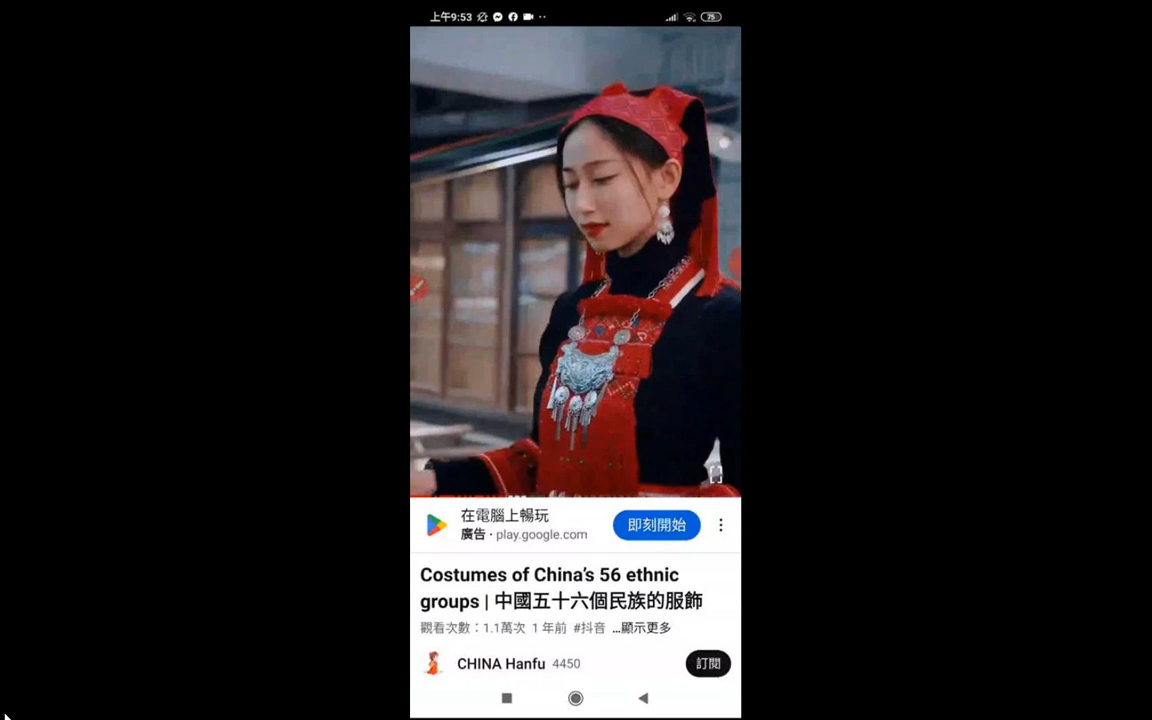 上午9:53
75
在電腦上暢玩
廣告 · play.google.com
即刻開始
Costumes of China’s 56 ethnic
groups | 中國五十六個民族的服飾
觀看次數：1.1萬次 1 年前 #抖音 ...顯示更多
CHINA Hanfu 4450
訂閱